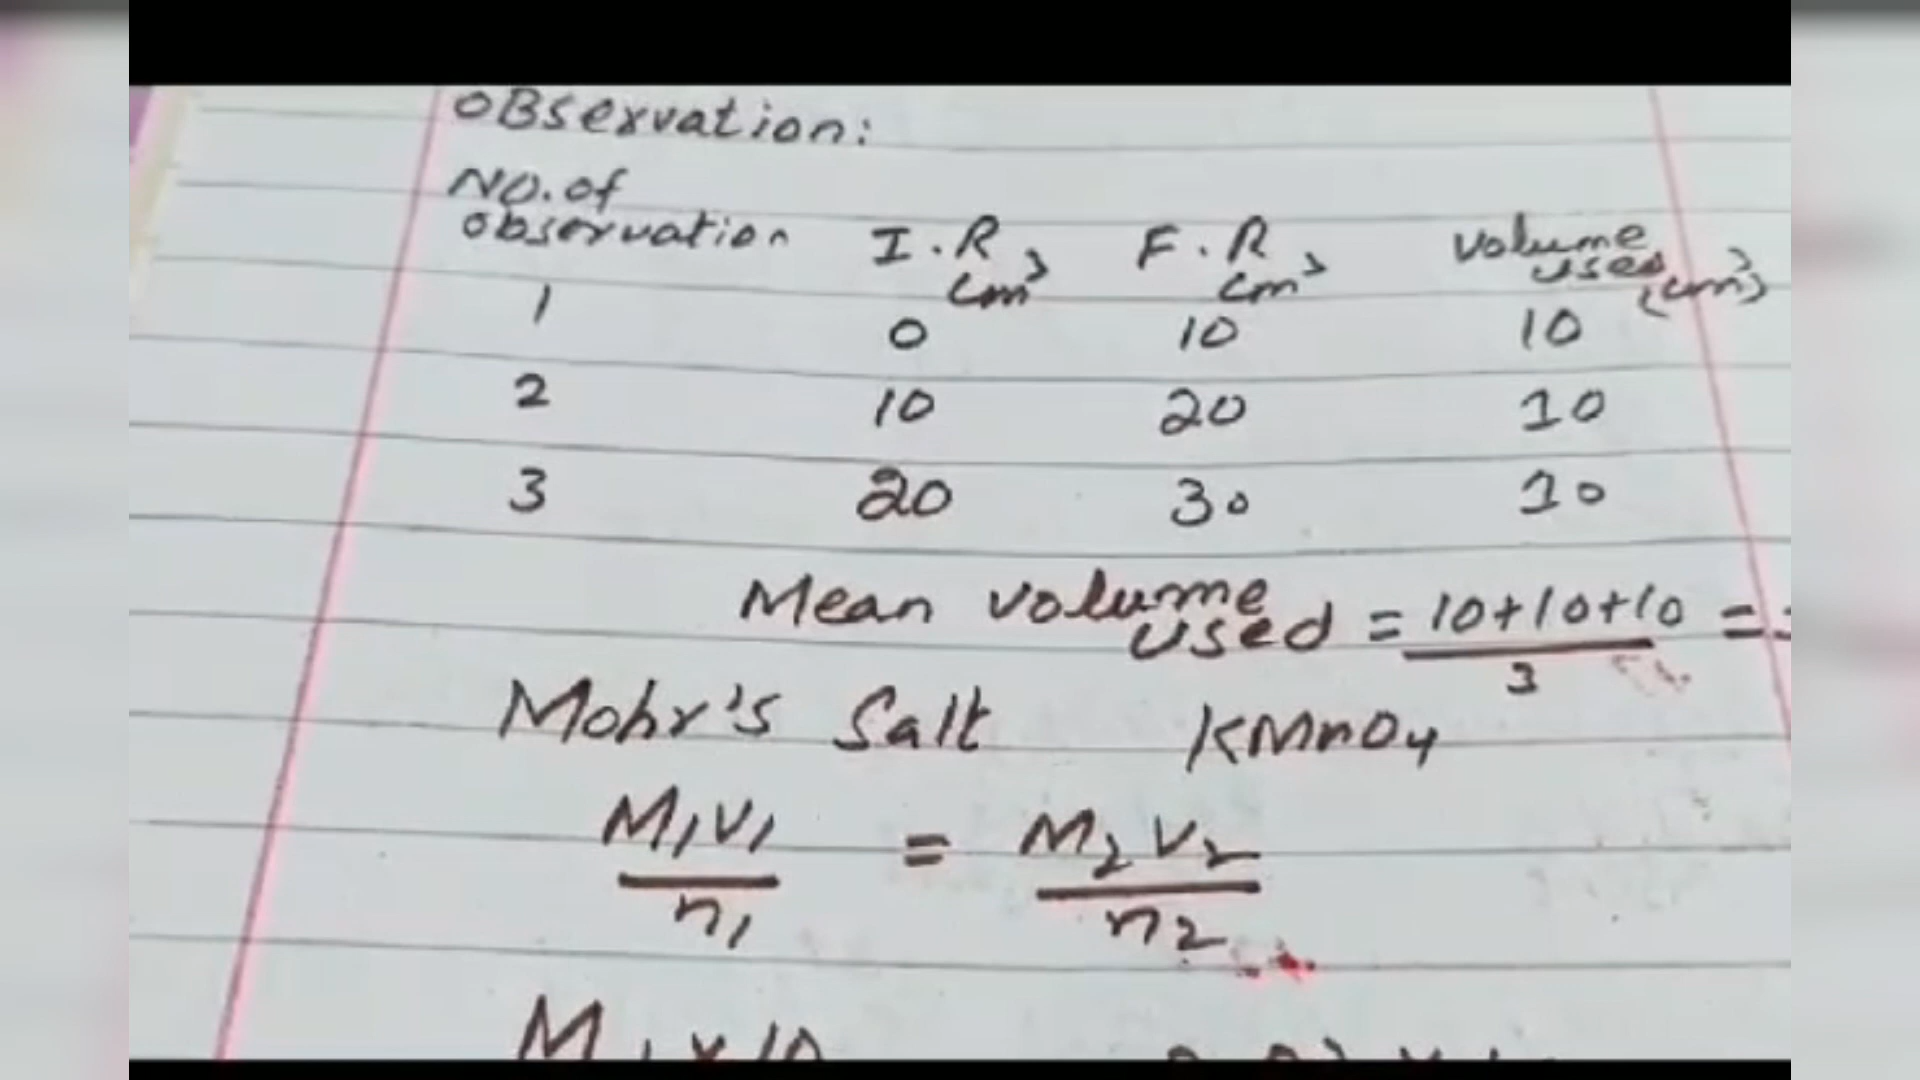 OBservation:
NO. of observation I.R cm³ F.R cm³ Volume used (cm³)
1 0 10 10
2 10 20 10
3 20 30 10
Mean volume used = 10+10+10 / 3 =
Mohr's Salt KMnO4
M1V1 / n1 = M2V2 / n2
M1x10